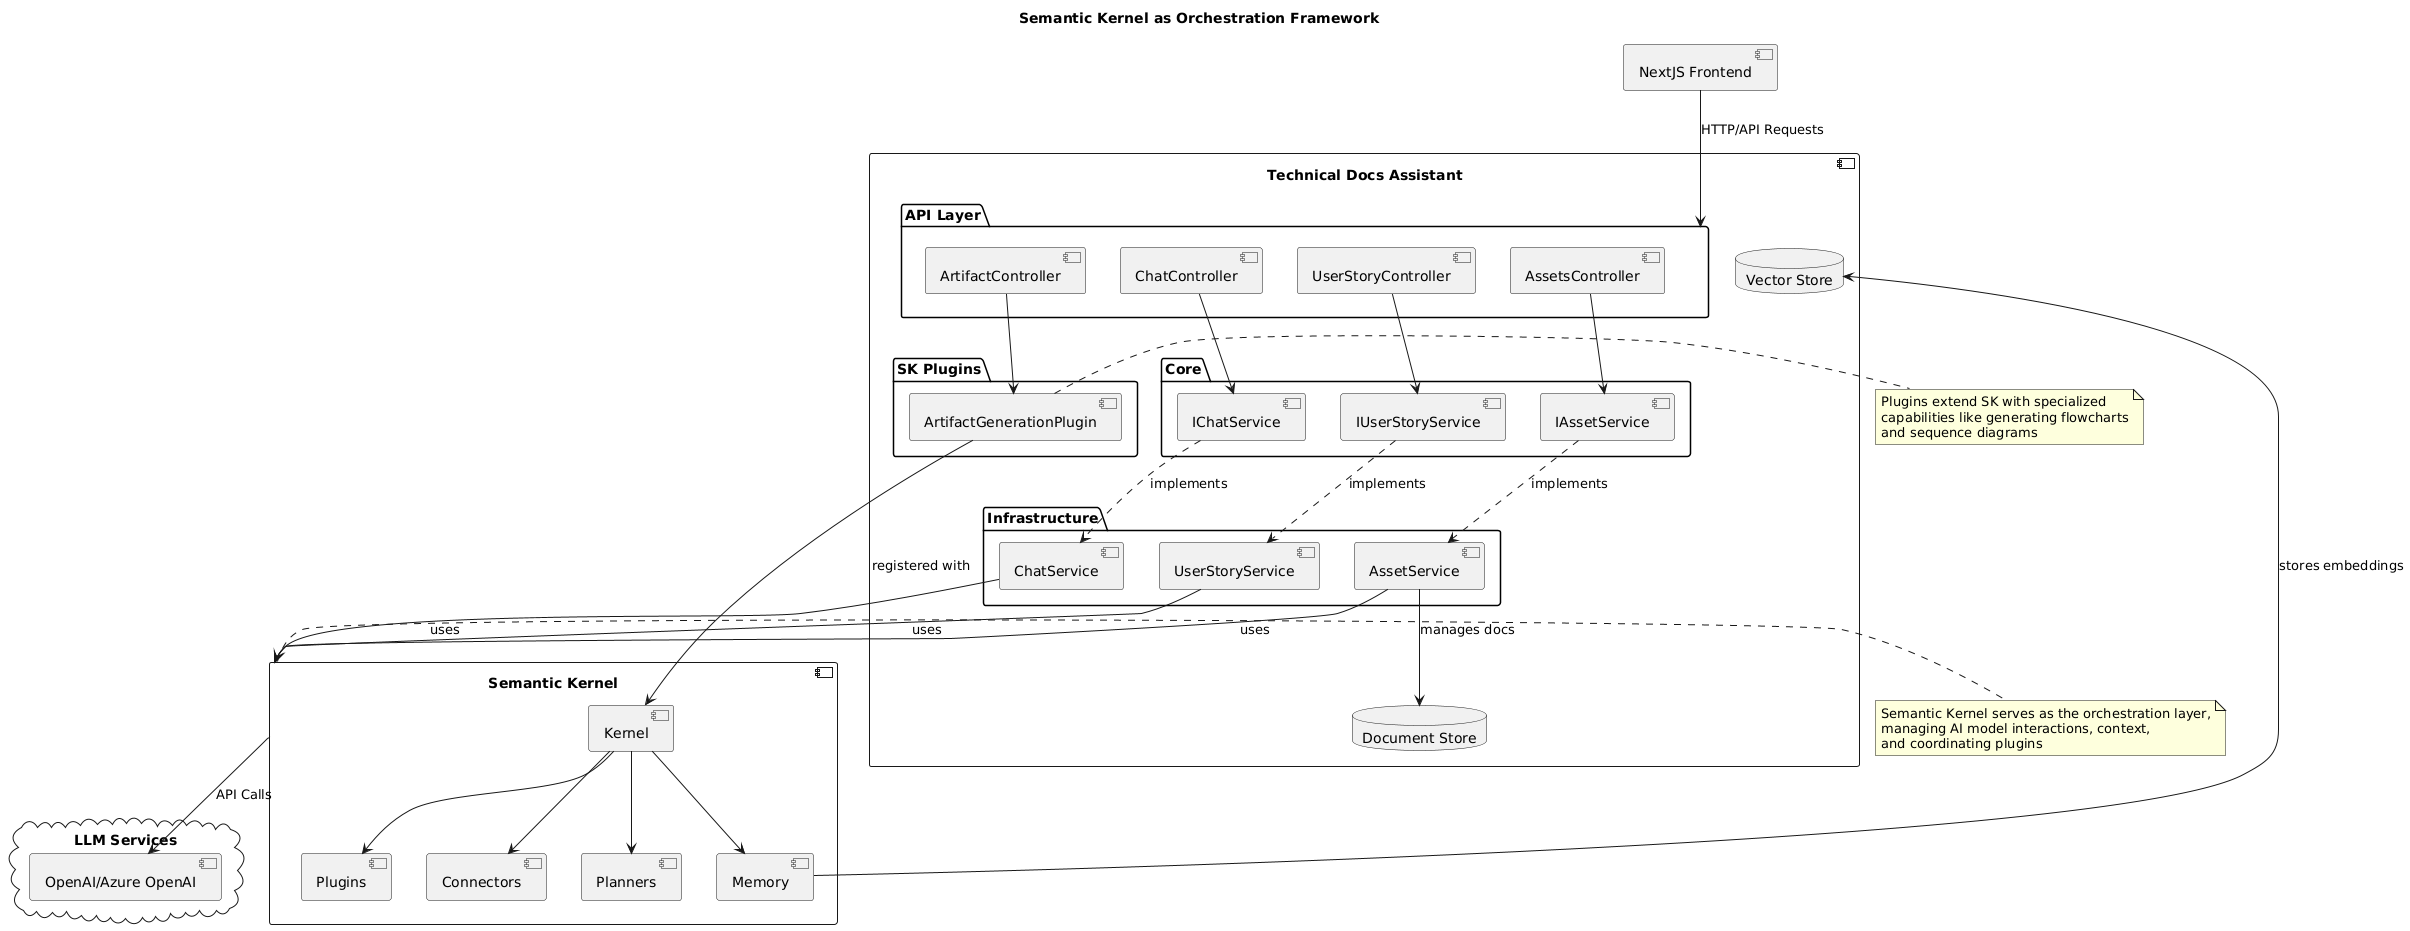 Semantic Kernel as Orchestration Framework
NextJS Frontend
HTTP/API Requests
Technical Docs Assistant
API Layer
ArtifactController
ChatController
UserStoryController
AssetsController
Vector Store
SK Plugins
ArtifactGenerationPlugin
Core
IChatService
IUserStoryService
IAssetService
Plugins extend SK with specialized
capabilities like generating flowcharts
and sequence diagrams
implements
implements
implements
Infrastructure
ChatService
UserStoryService
AssetService
registered with
stores embeddings
uses
uses
uses
manages docs
Semantic Kernel
Kernel
Document Store
Semantic Kernel serves as the orchestration layer,
managing AI model interactions, context,
and coordinating plugins
API Calls
LLM Services
OpenAI/Azure OpenAI
Plugins
Connectors
Planners
Memory